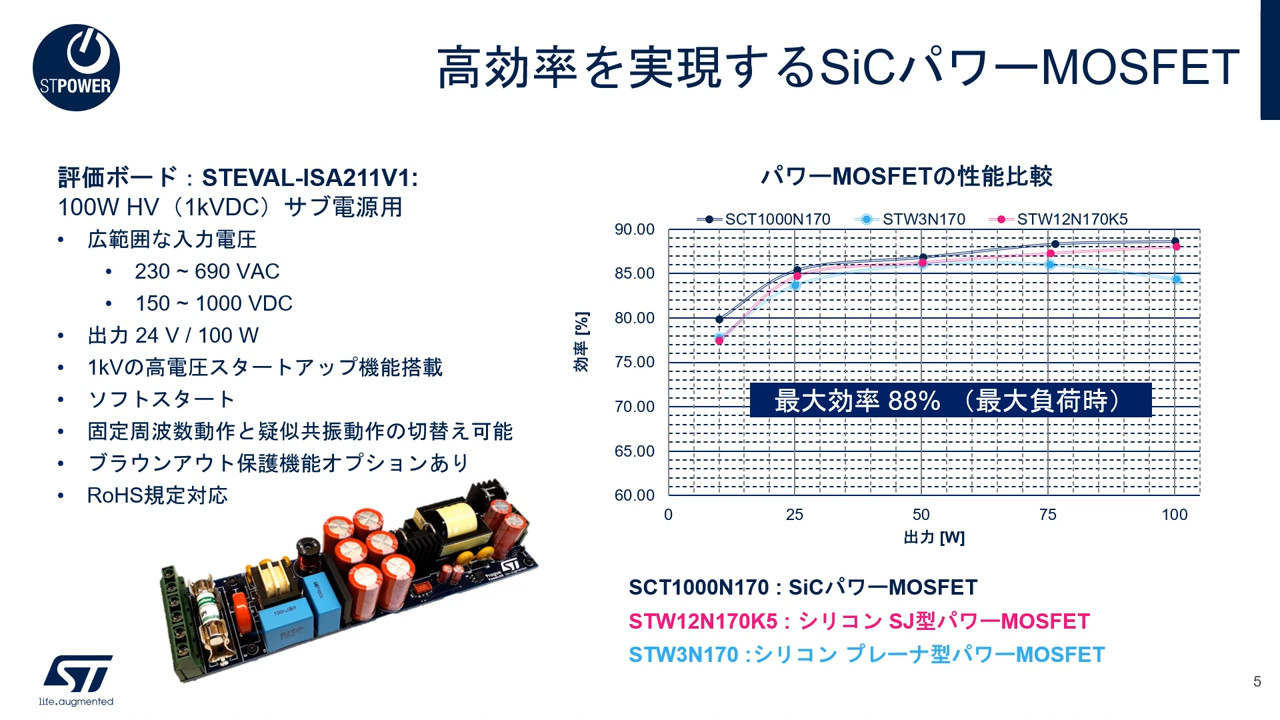 STPOWER
高効率を実現するSiCパワーMOSFET
評価ボード：STEVAL-ISA211V1:
100W HV（1kVDC）サブ電源用
• 広範囲な入力電圧
• 230 ~ 690 VAC
• 150 ~ 1000 VDC
• 出力 24 V / 100 W
• 1kVの高電圧スタートアップ機能搭載
• ソフトスタート
• 固定周波数動作と疑似共振動作の切替え可能
• ブラウンアウト保護機能オプションあり
• RoHS規定対応
パワーMOSFETの性能比較
SCT1000N170 STW3N170 STW12N170K5
90.00
85.00
80.00
75.00
70.00
65.00
60.00
効率 [%]
最大効率 88% （最大負荷時）
0 25 50 75 100
出力 [W]
SCT1000N170 : SiCパワーMOSFET
STW12N170K5 : シリコン SJ型パワーMOSFET
STW3N170 :シリコン プレーナ型パワーMOSFET
ST
life.augmented
5